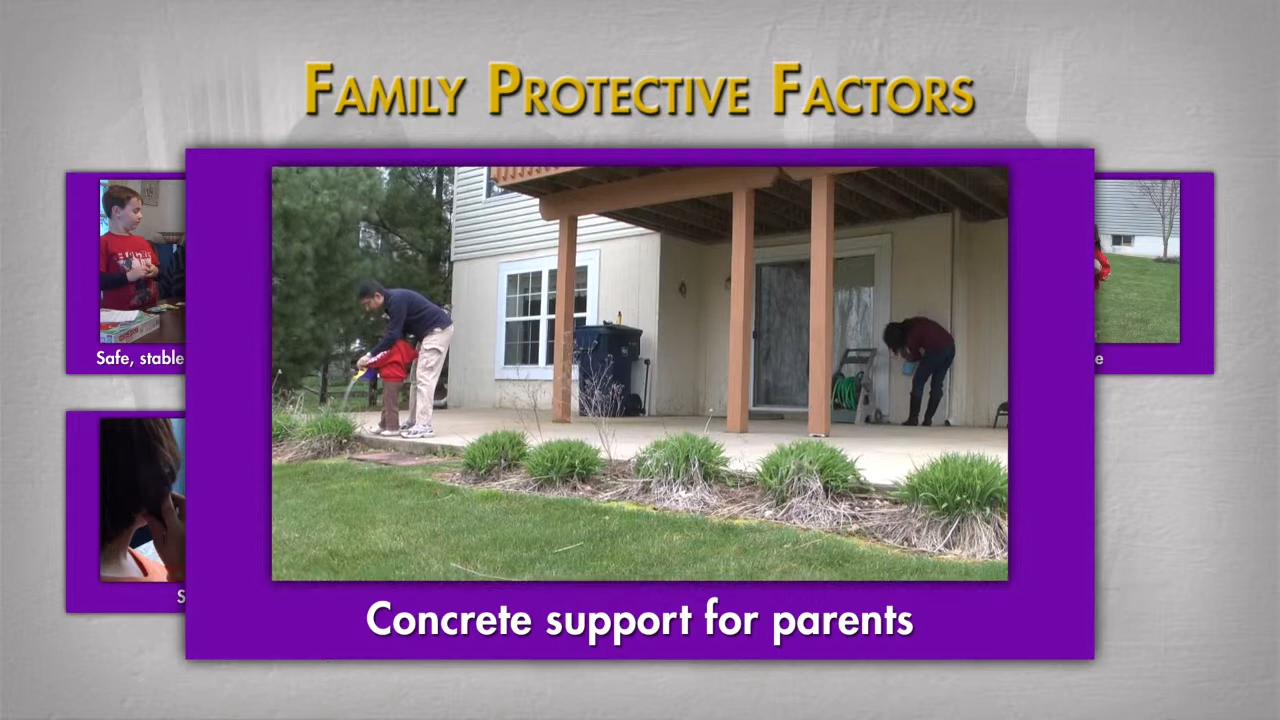 FAMILY PROTECTIVE FACTORS
Safe, stable
Concrete support for parents